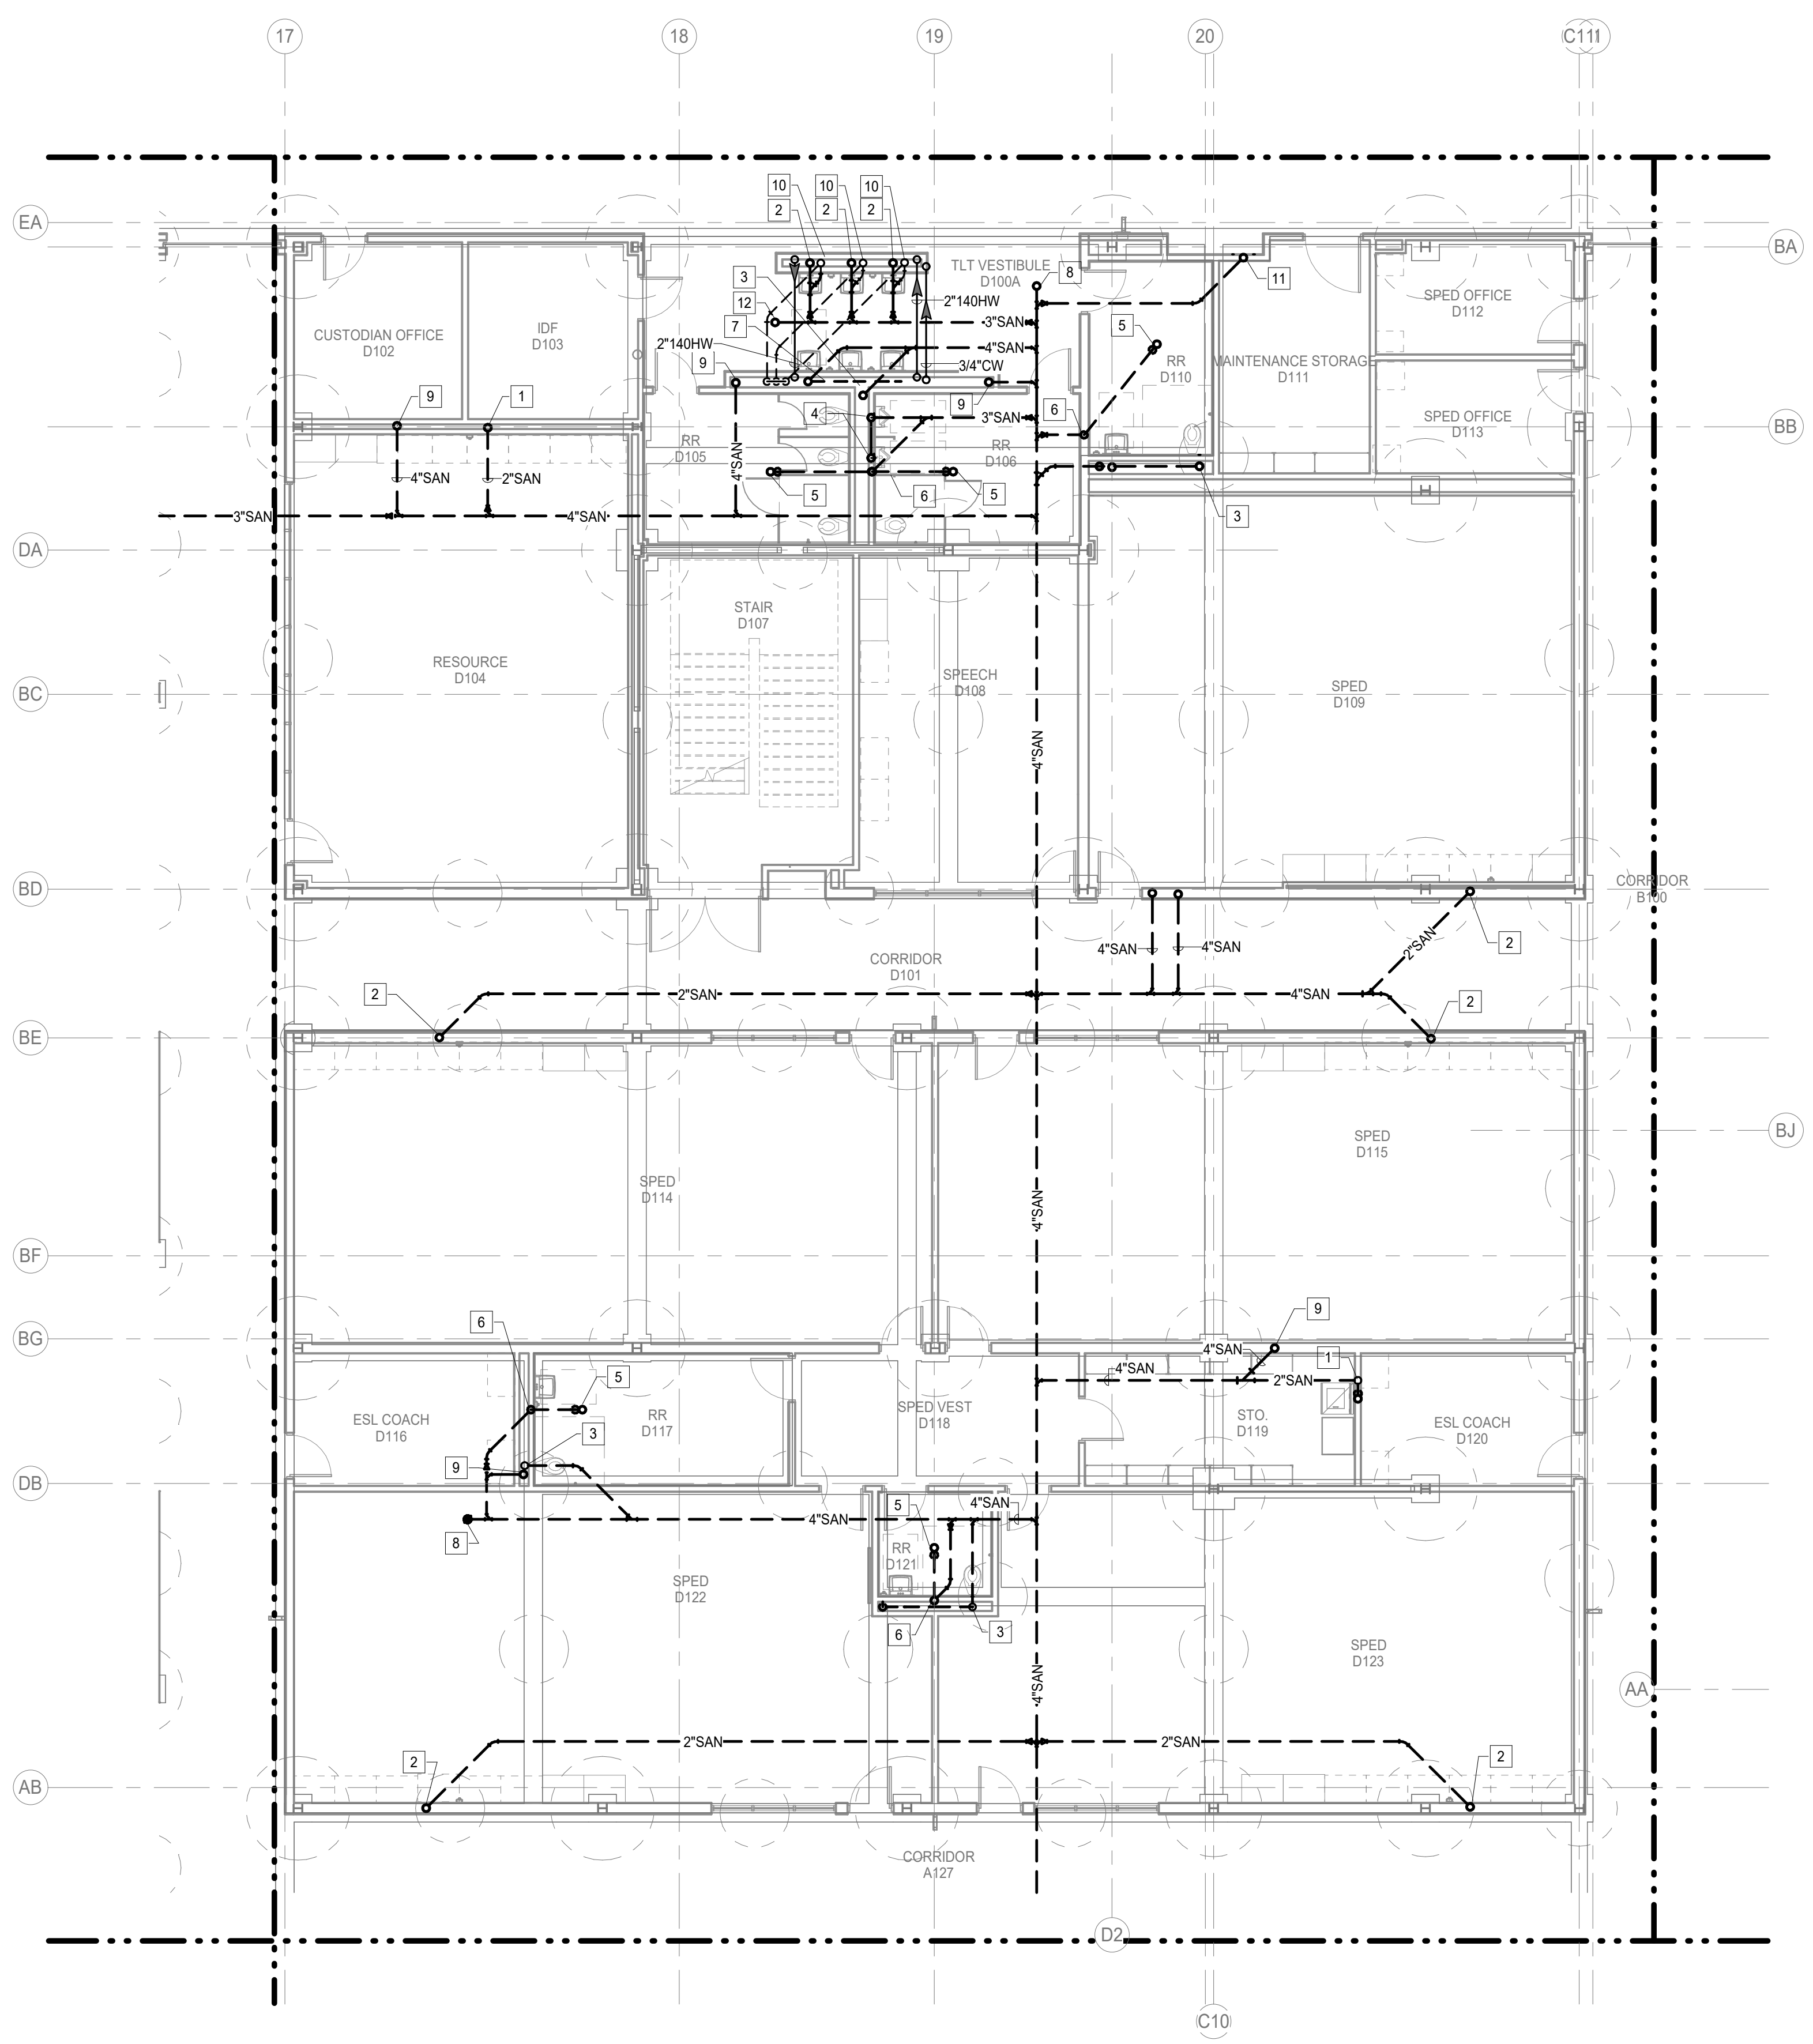 17
18
19
20
C11
1
EA
BA
10
10
10
2
2
2
3
TLT VESTIBULE
D100A
8
11
2"140HW
SPED OFFICE
D112
12
CUSTODIAN OFFICE
D102
IDF
D103
7
3"SAN
5
2"140HW
4"SAN
RR
D110
MAINTENANCE STORAGE
D111
9
3/4"CW
9
1
4
9
3"SAN
6
SPED OFFICE
D113
BB
RR
D105
RR
D106
4"SAN
4"SAN
2"SAN
5
6
5
3"SAN
4"SAN
3
DA
STAIR
D107
RESOURCE
D104
SPEECH
D108
SPED
D109
BC
4"SAN
BD
CORRIDOR
B100
4"SAN
4"SAN
2"SAN
2
CORRIDOR
D101
2
2"SAN
4"SAN
2
BE
SPED
D115
BJ
SPED
D114
4"SAN
BF
6
9
BG
4"SAN
4"SAN
1
5
2"SAN
ESL COACH
D116
RR
D117
SPED VEST
D118
STO.
D119
ESL COACH
D120
3
9
DB
5
4"SAN
4"SAN
8
RR
D121
SPED
D122
6
3
SPED
D123
4"SAN
AA
2"SAN
2"SAN
2
2
AB
CORRIDOR
A127
D2
C10